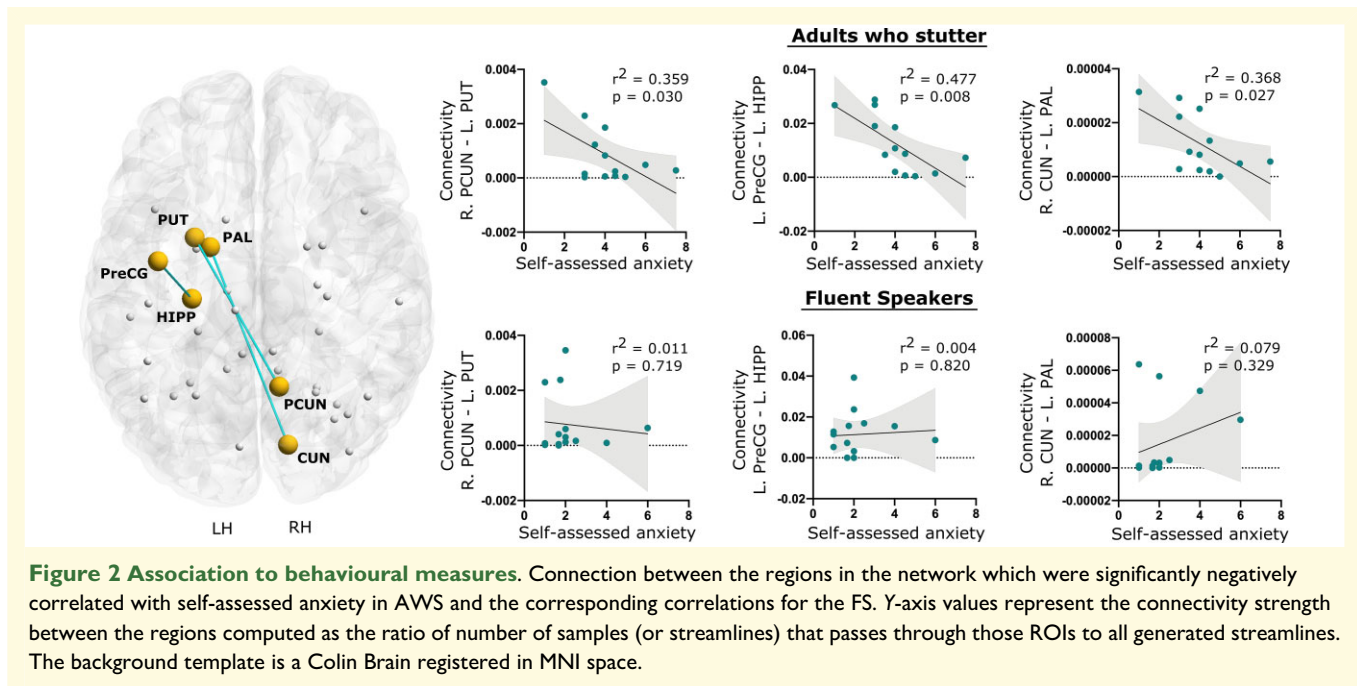 Adults who stutter
PUT
PAL
PreCG
HIPP
PCUN
CUN
LH
RH
Connectivity
R. PCUN - L. PUT
0.004
0.002
0.000
-0.002
r2 = 0.359
p = 0.030
0
2
4
6
8
Self-assessed anxiety
Connectivity
L. PreCG - L. HIPP
0.04
0.02
0.00
-0.02
r2 = 0.477
p = 0.008
0
2
4
6
8
Self-assessed anxiety
Connectivity
R. CUN - L. PAL
0.00004
0.00002
0.00000
-0.00002
r2 = 0.368
p = 0.027
0
2
4
6
8
Self-assessed anxiety
Fluent Speakers
Connectivity
R. PCUN - L. PUT
0.004
0.002
0.000
-0.002
r2 = 0.011
p = 0.719
0
2
4
6
8
Self-assessed anxiety
Connectivity
L. PreCG - L. HIPP
0.06
0.04
0.02
0.00
-0.02
r2 = 0.004
p = 0.820
0
2
4
6
8
Self-assessed anxiety
Connectivity
R. CUN - L. PAL
0.00008
0.00006
0.00004
0.00002
0.00000
-0.00002
r2 = 0.079
p = 0.329
0
2
4
6
8
Self-assessed anxiety
Figure 2 Association to behavioural measures. Connection between the regions in the network which were significantly negatively
correlated with self-assessed anxiety in AWS and the corresponding correlations for the FS. Y-axis values represent the connectivity strength
between the regions computed as the ratio of number of samples (or streamlines) that passes through those ROIs to all generated streamlines.
The background template is a Colin Brain registered in MNI space.